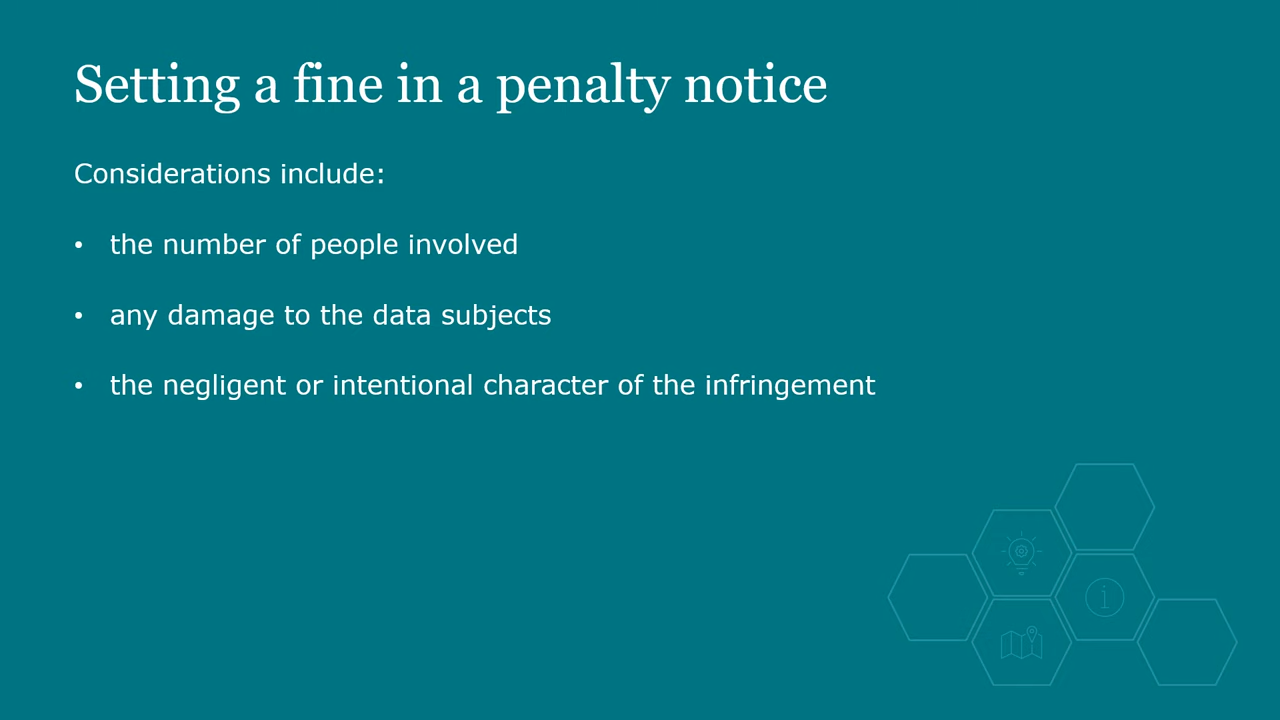 Setting a fine in a penalty notice
Considerations include:
• the number of people involved
• any damage to the data subjects
• the negligent or intentional character of the infringement
i